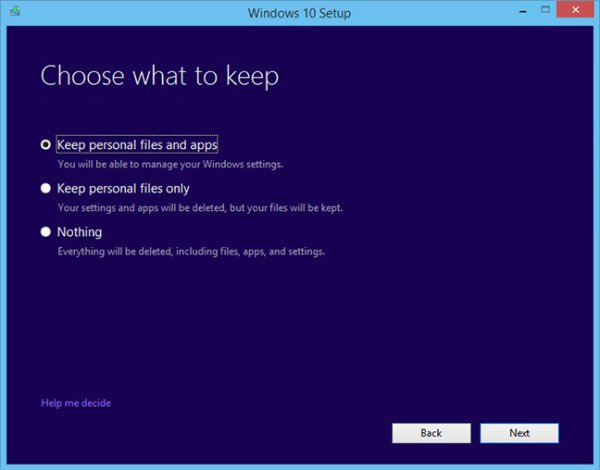 Windows 10 Setup
Choose what to keep
Keep personal files and apps
You will be able to manage your Windows settings.
Keep personal files only
Your settings and apps will be deleted, but your files will be kept.
Nothing
Everything will be deleted, including files, apps, and settings.
Help me decide
Back
Next